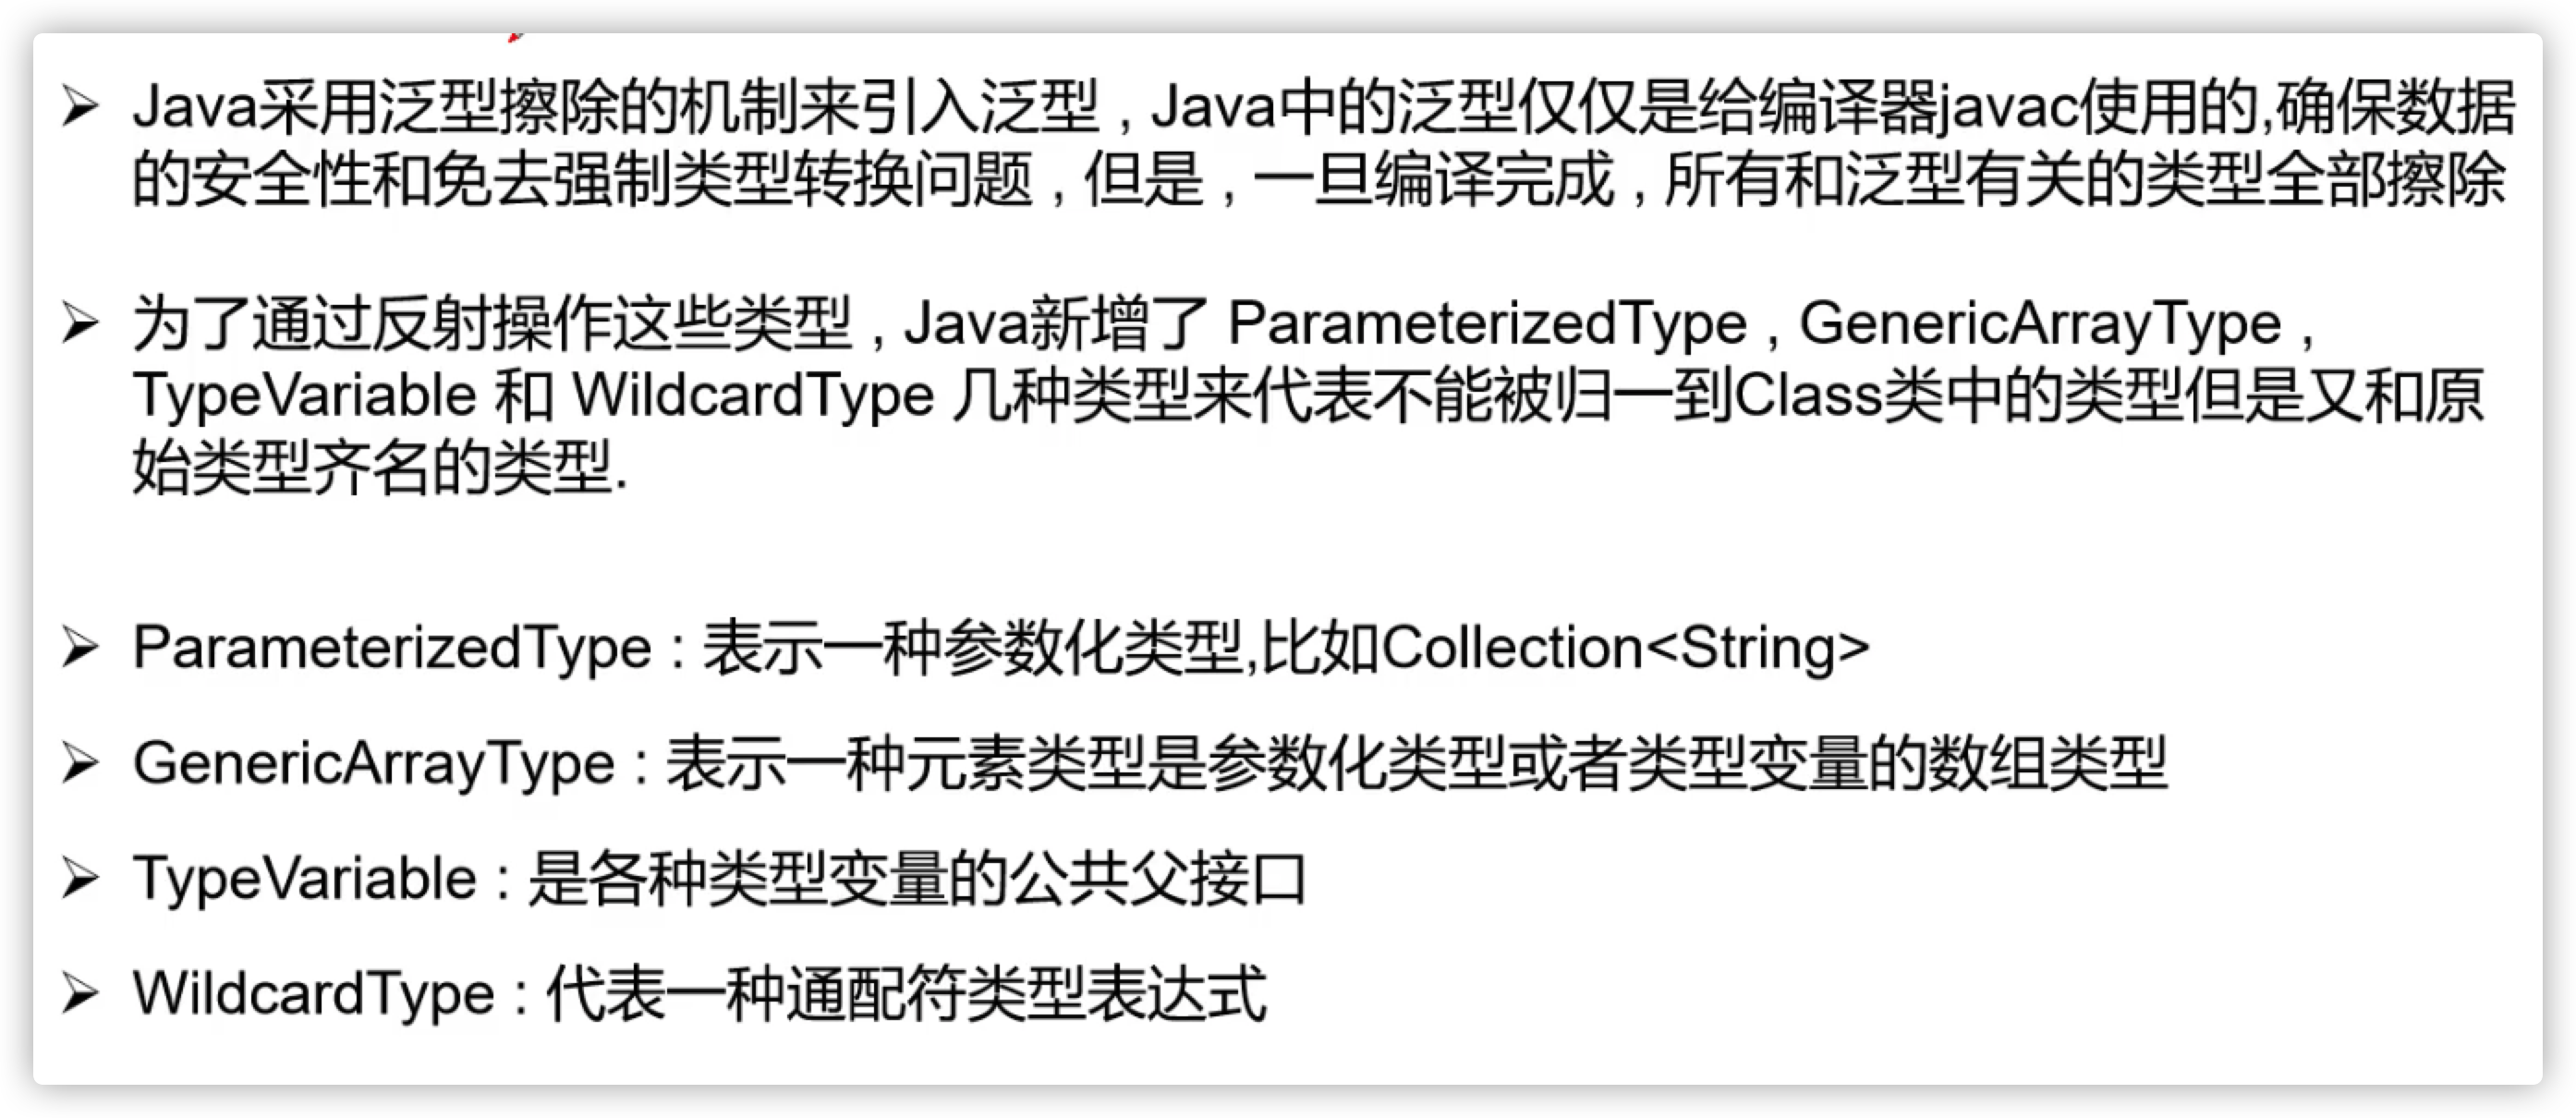 Java采用泛型擦除的机制来引入泛型 , Java中的泛型仅仅是给编译器javac使用的,确保数据
的安全性和免去强制类型转换问题 , 但是 , 一旦编译完成 , 所有和泛型有关的类型全部擦除
为了通过反射操作这些类型 , Java新增了 ParameterizedType , GenericArrayType ,
TypeVariable 和 WildcardType 几种类型来代表不能被归一到Class类中的类型但是又和原
始类型齐名的类型.
ParameterizedType : 表示一种参数化类型,比如Collection<String>
GenericArrayType : 表示一种元素类型是参数化类型或者类型变量的数组类型
TypeVariable : 是各种类型变量的公共父接口
WildcardType : 代表一种通配符类型表达式